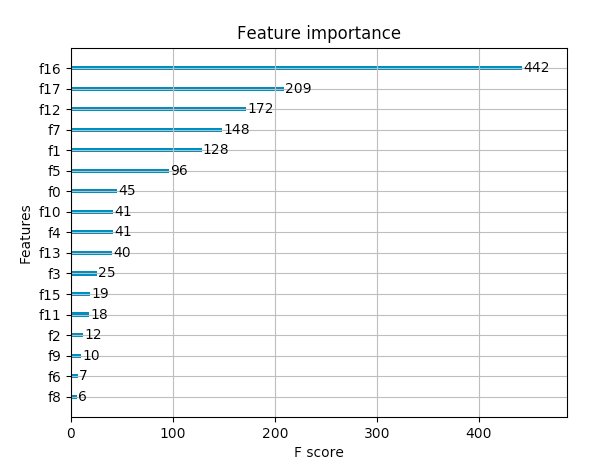 Feature importance
f16 442
f17 209
f12 172
f7 148
f1 128
f5 96
f0 45
f10 41
f4 41
f13 40
f3 25
f15 19
f11 18
f2 12
f9 10
f6 7
f8 6
Features
0 100 200 300 400
F score